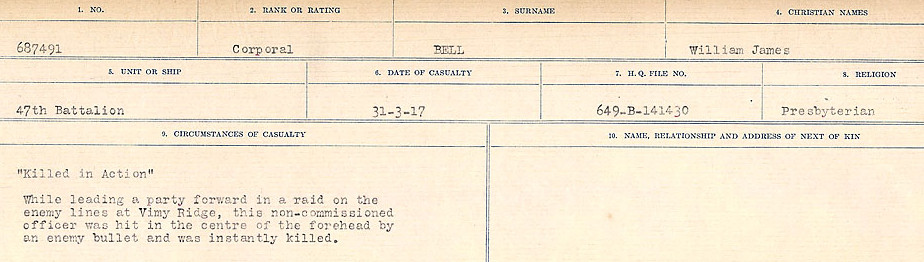 1. NO. 2. RANK OR RATING 3. SURNAME 4. CHRISTIAN NAMES
687491 Corporal BELL William James
5. UNIT OR SHIP 6. DATE OF CASUALTY 7. H. Q. FILE NO. 8. RELIGION
47th Battalion 31-3-17 649-B-141430 Presbyterian
9. CIRCUMSTANCES OF CASUALTY 10. NAME, RELATIONSHIP AND ADDRESS OF NEXT OF KIN
"Killed in Action"
While leading a party forward in a raid on the
enemy lines at Vimy Ridge, this non-commissioned
officer was hit in the centre of the forehead by
an enemy bullet and was instantly killed.